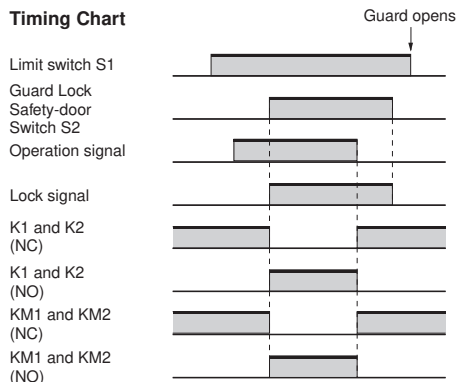 Timing Chart
Guard opens
Limit switch S1
Guard Lock
Safety-door
Switch S2
Operation signal
Lock signal
K1 and K2
(NC)
K1 and K2
(NO)
KM1 and KM2
(NC)
KM1 and KM2
(NO)